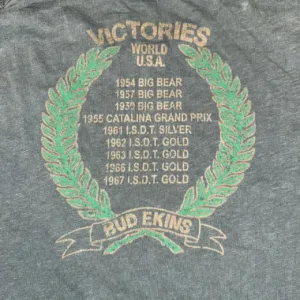 VICTORIES
WORLD
U.S.A.
1954 BIG BEAR
1957 BIG BEAR
1959 BIG BEAR
1955 CATALINA GRAND PRIX
1961 I.S.D.T. SILVER
1962 I.S.D.T. GOLD
1963 I.S.D.T. GOLD
1966 I.S.D.T. GOLD
1967 I.S.D.T. GOLD
BUD EKINS